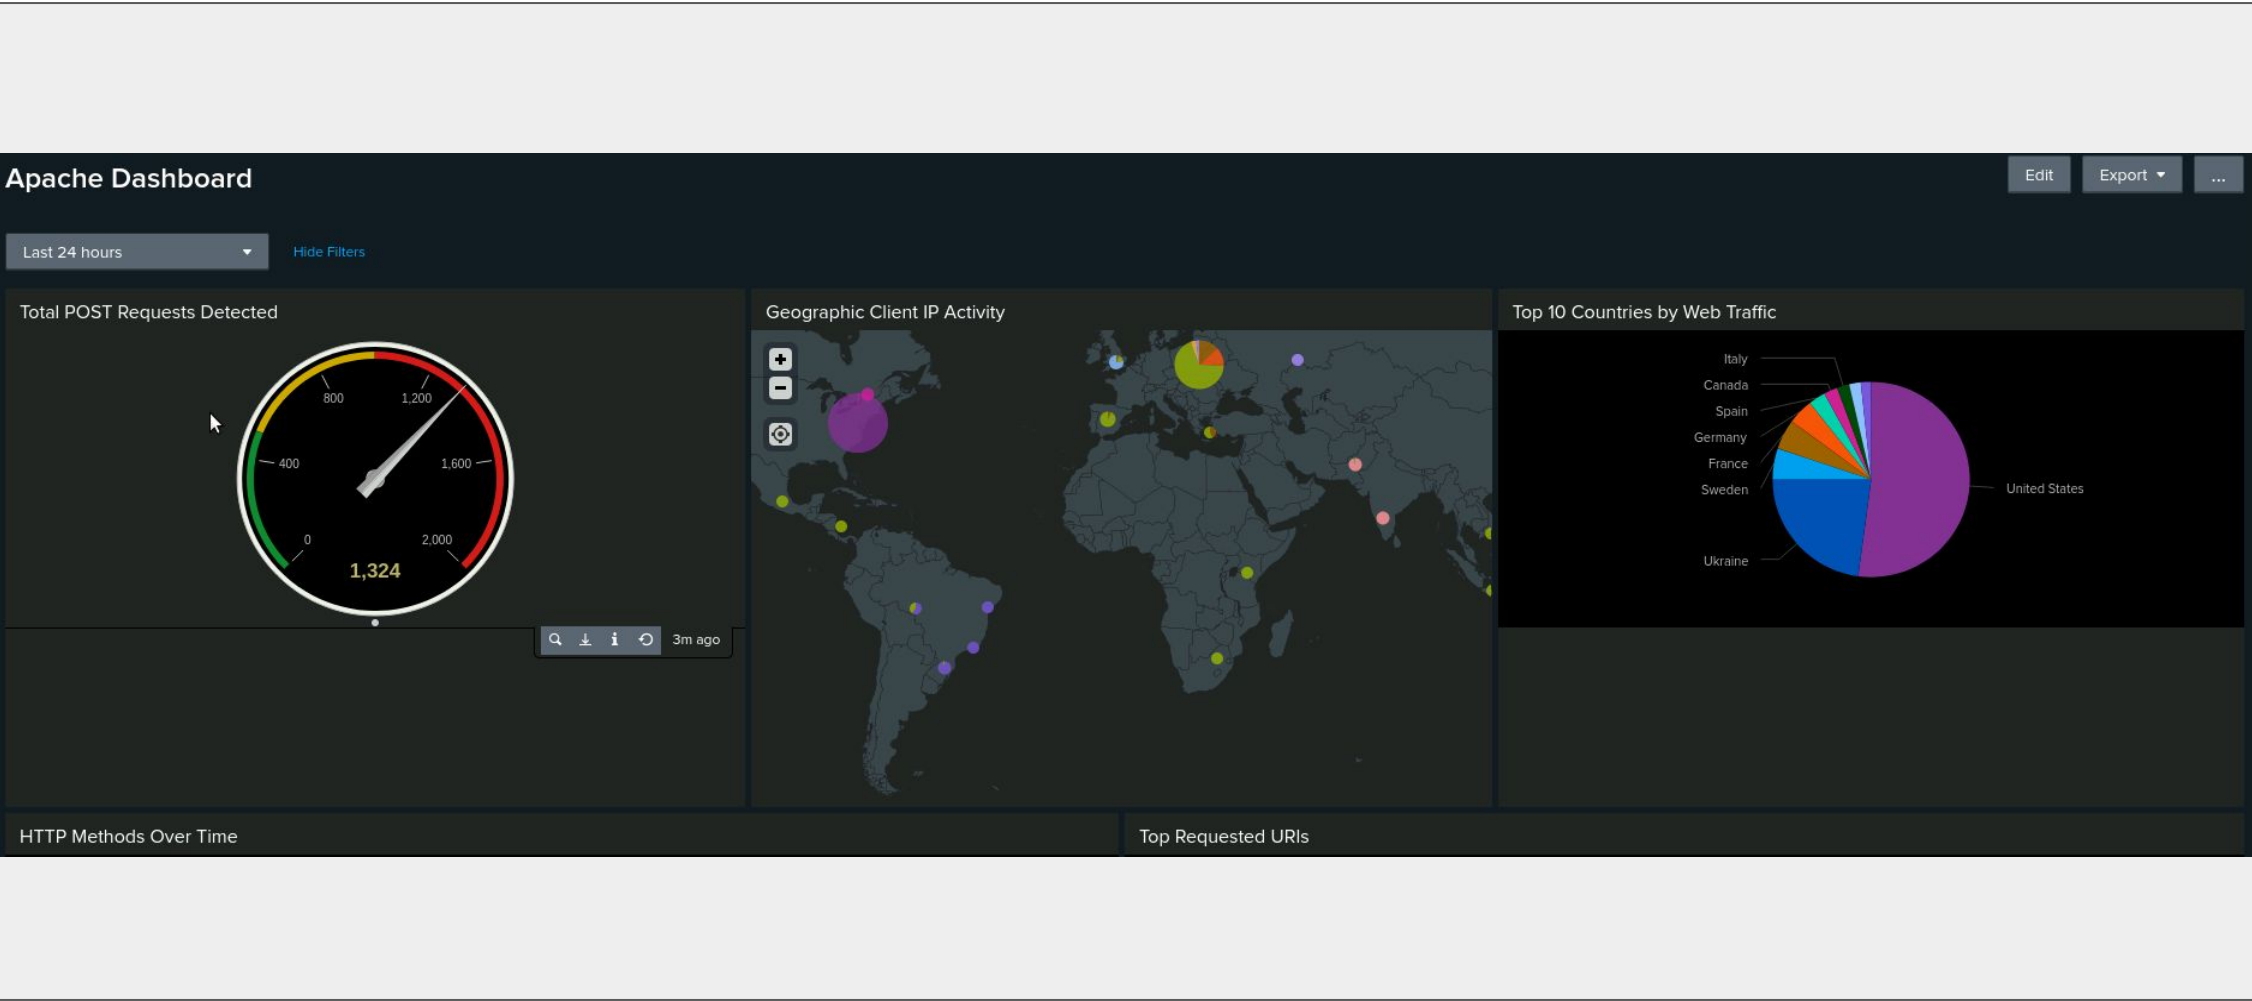 Apache Dashboard
Edit
Export
...
Last 24 hours
Hide Filters
Total POST Requests Detected
800
1,200
400
1,600
0
2,000
1,324
3m ago
Geographic Client IP Activity
Top 10 Countries by Web Traffic
Italy
Canada
Spain
Germany
France
Sweden
Ukraine
United States
HTTP Methods Over Time
Top Requested URIs